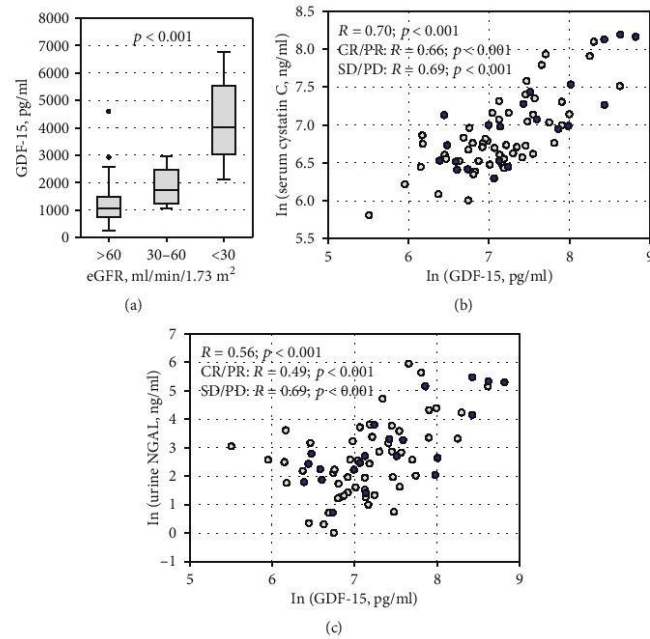 GDF-15, pg/ml
8000
7000
6000
5000
4000
3000
2000
1000
0
p < 0.001
>60 30–60 <30
eGFR, ml/min/1.73 m²
(a)
ln (serum cystatin C, ng/ml)
8.5
8.0
7.5
7.0
6.5
6.0
5.5
R = 0.70; p < 0.001
CR/PR: R = 0.66; p < 0.001
SD/PD: R = 0.69; p < 0.001
5 6 7 8 9
ln (GDF-15, pg/ml)
(b)
ln (urine NGAL, ng/ml)
7
6
5
4
3
2
1
0
–1
R = 0.56; p < 0.001
CR/PR: R = 0.49; p < 0.001
SD/PD: R = 0.69; p < 0.001
5 6 7 8 9
ln (GDF-15, pg/ml)
(c)